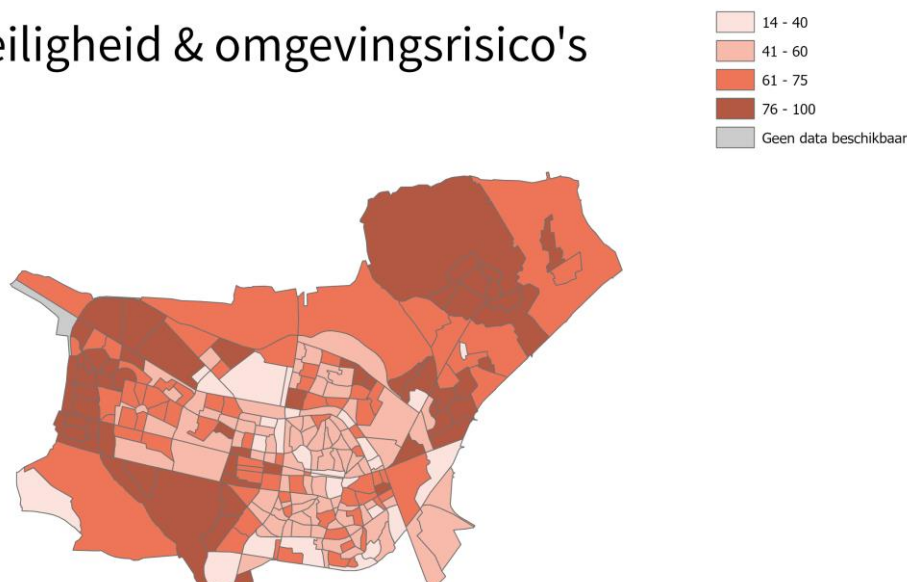 eiligheid & omgevingsrisico's
14 - 40
41 - 60
61 - 75
76 - 100
Geen data beschikbaar